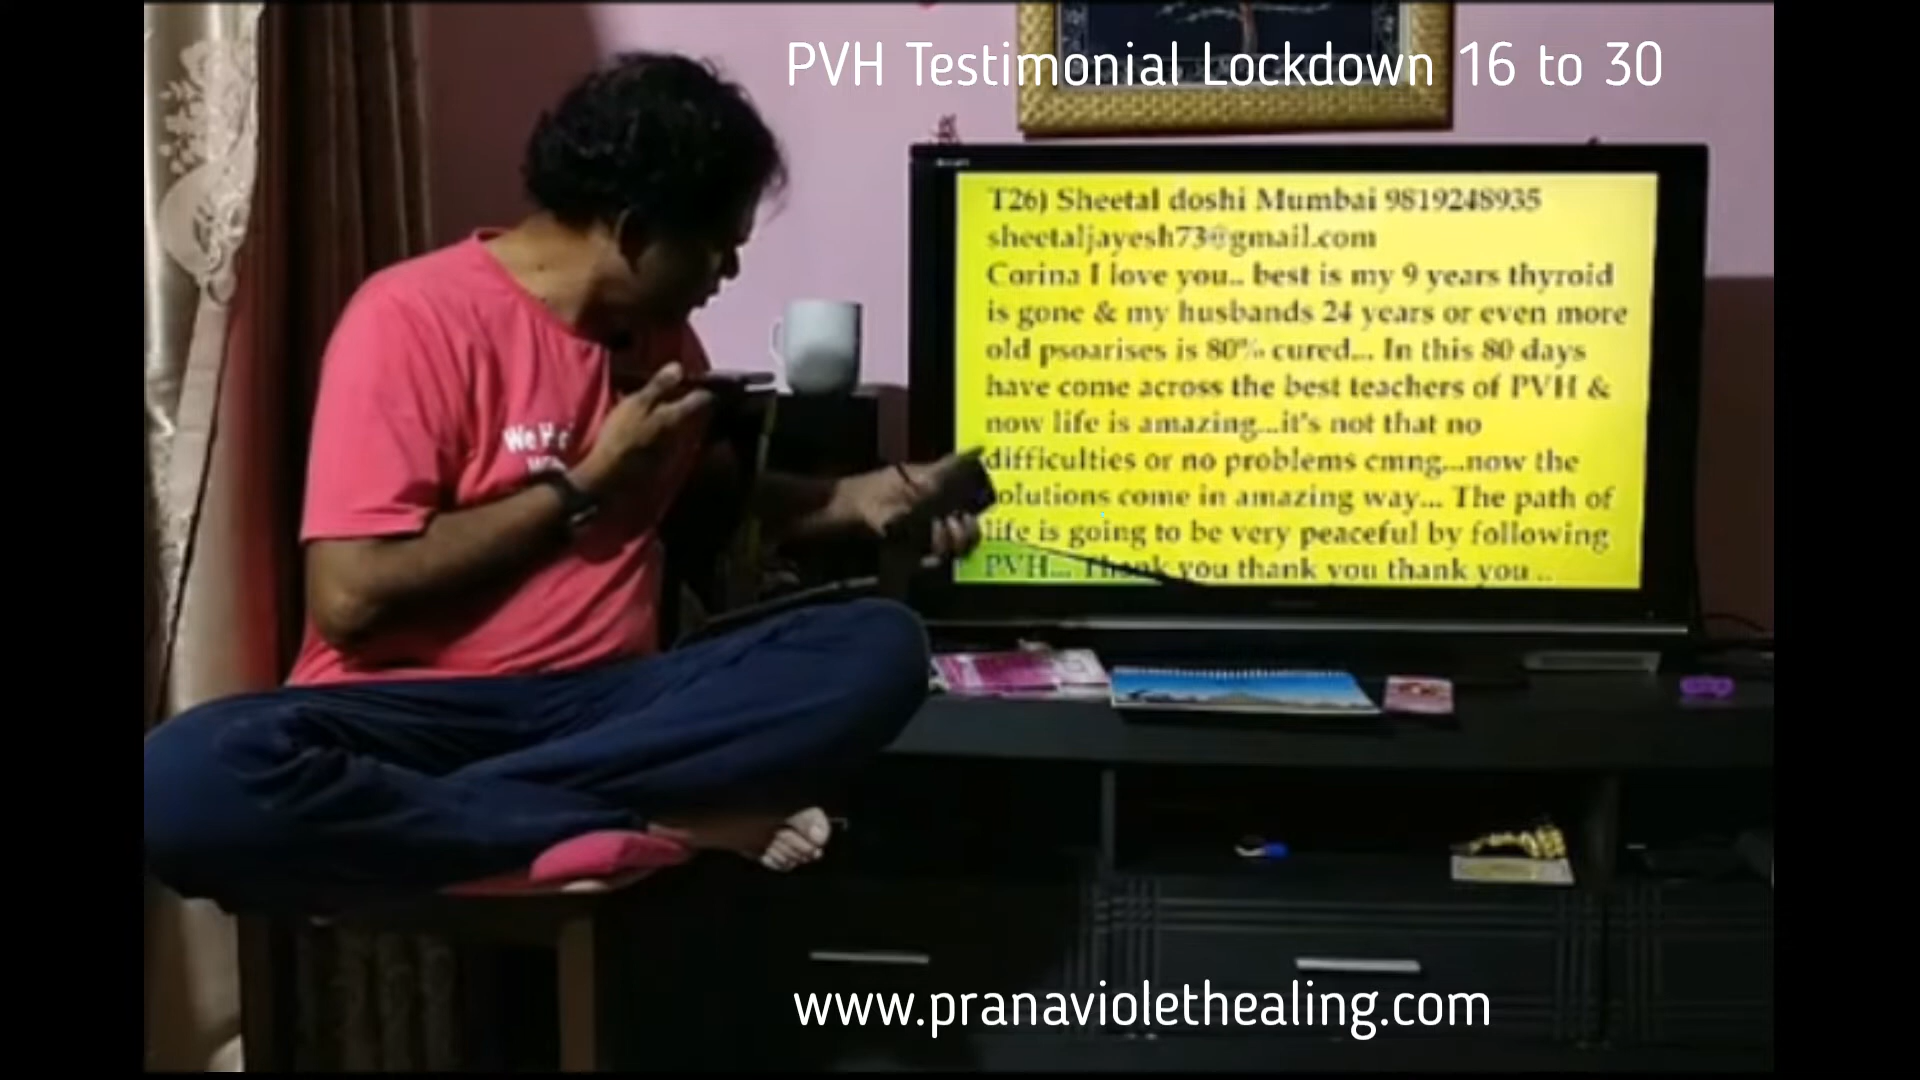 PVH Testimonial Lockdown 16 to 30
T26) Sheetal doshi Mumbai 9819248935
sheetaljayesh73@gmail.com
Corina I love you.. best is my 9 years thyroid
is gone & my husbands 24 years or even more
old psoarises is 80% cured... In this 80 days
have come across the best teachers of PVH &
now life is amazing...it's not that no
difficulties or no problems cmng...now the
solutions come in amazing way... The path of
life is going to be very peaceful by following
PVH... Thank you thank you thank you ..
We
www.pranaviolethealing.com